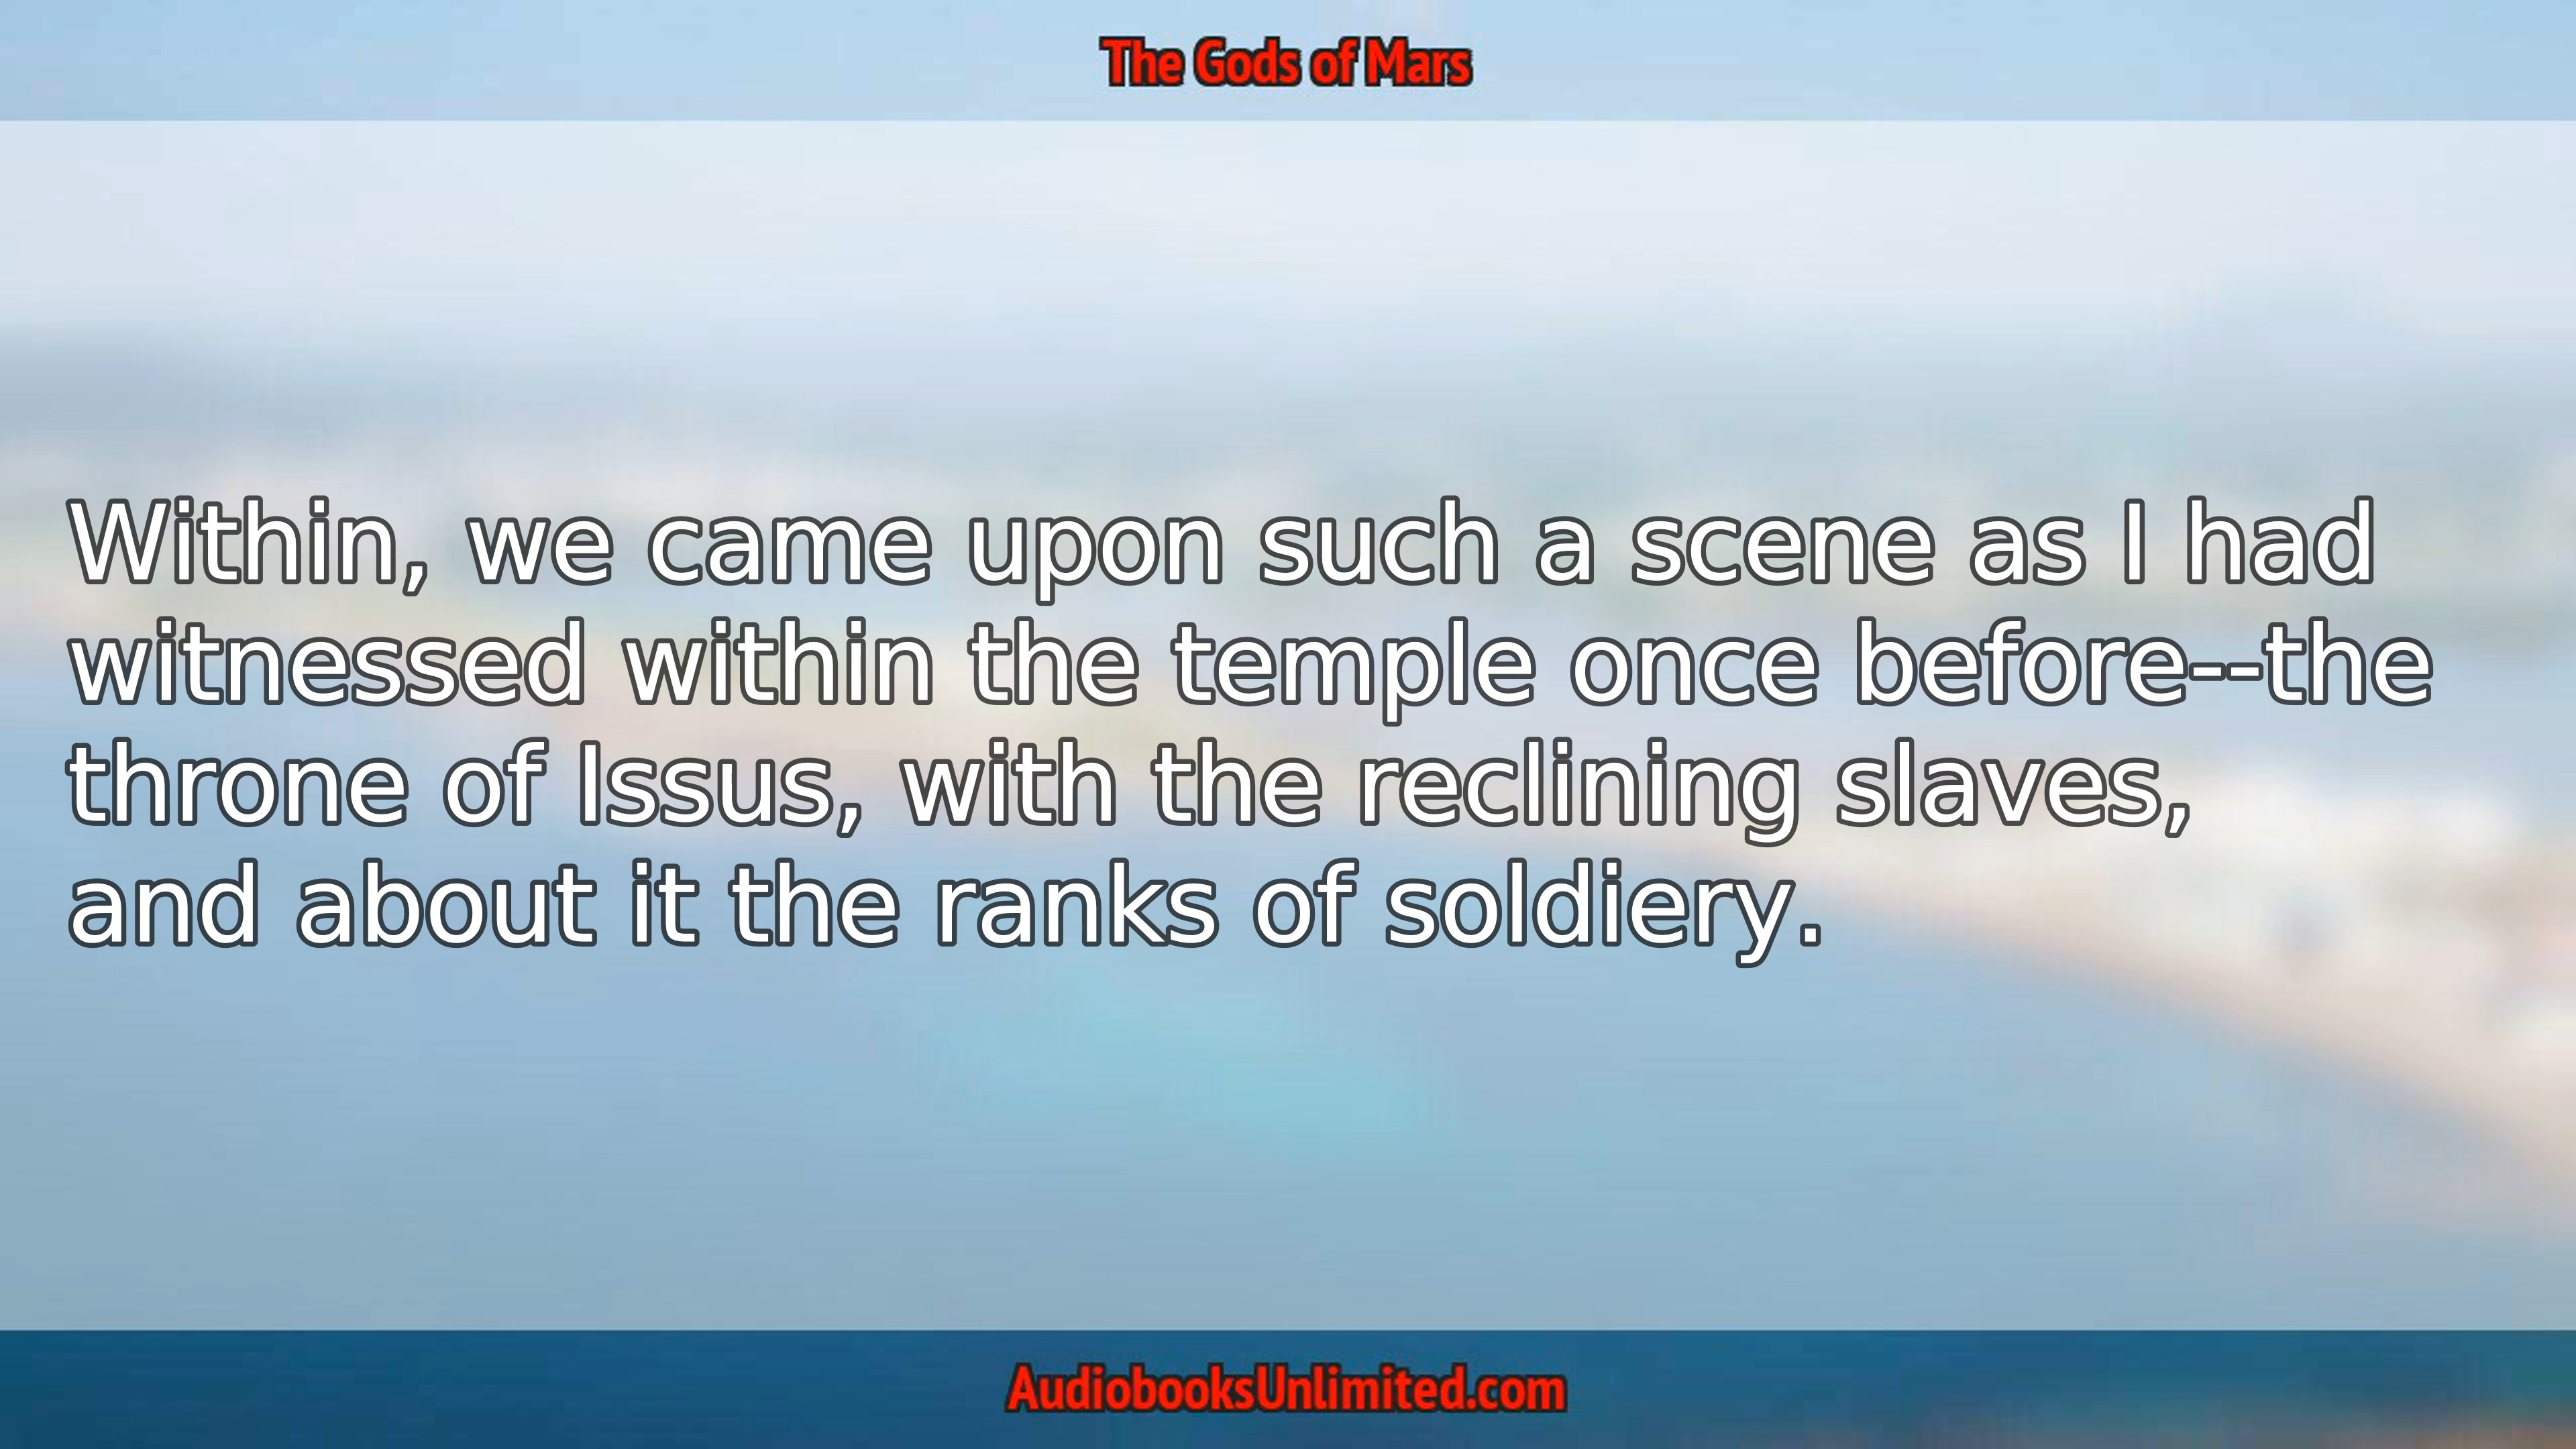 The Gods of Mars
Within, we came upon such a scene as I had
witnessed within the temple once before--the
throne of Issus, with the reclining slaves,
and about it the ranks of soldiery.
AudiobooksUnlimited.com